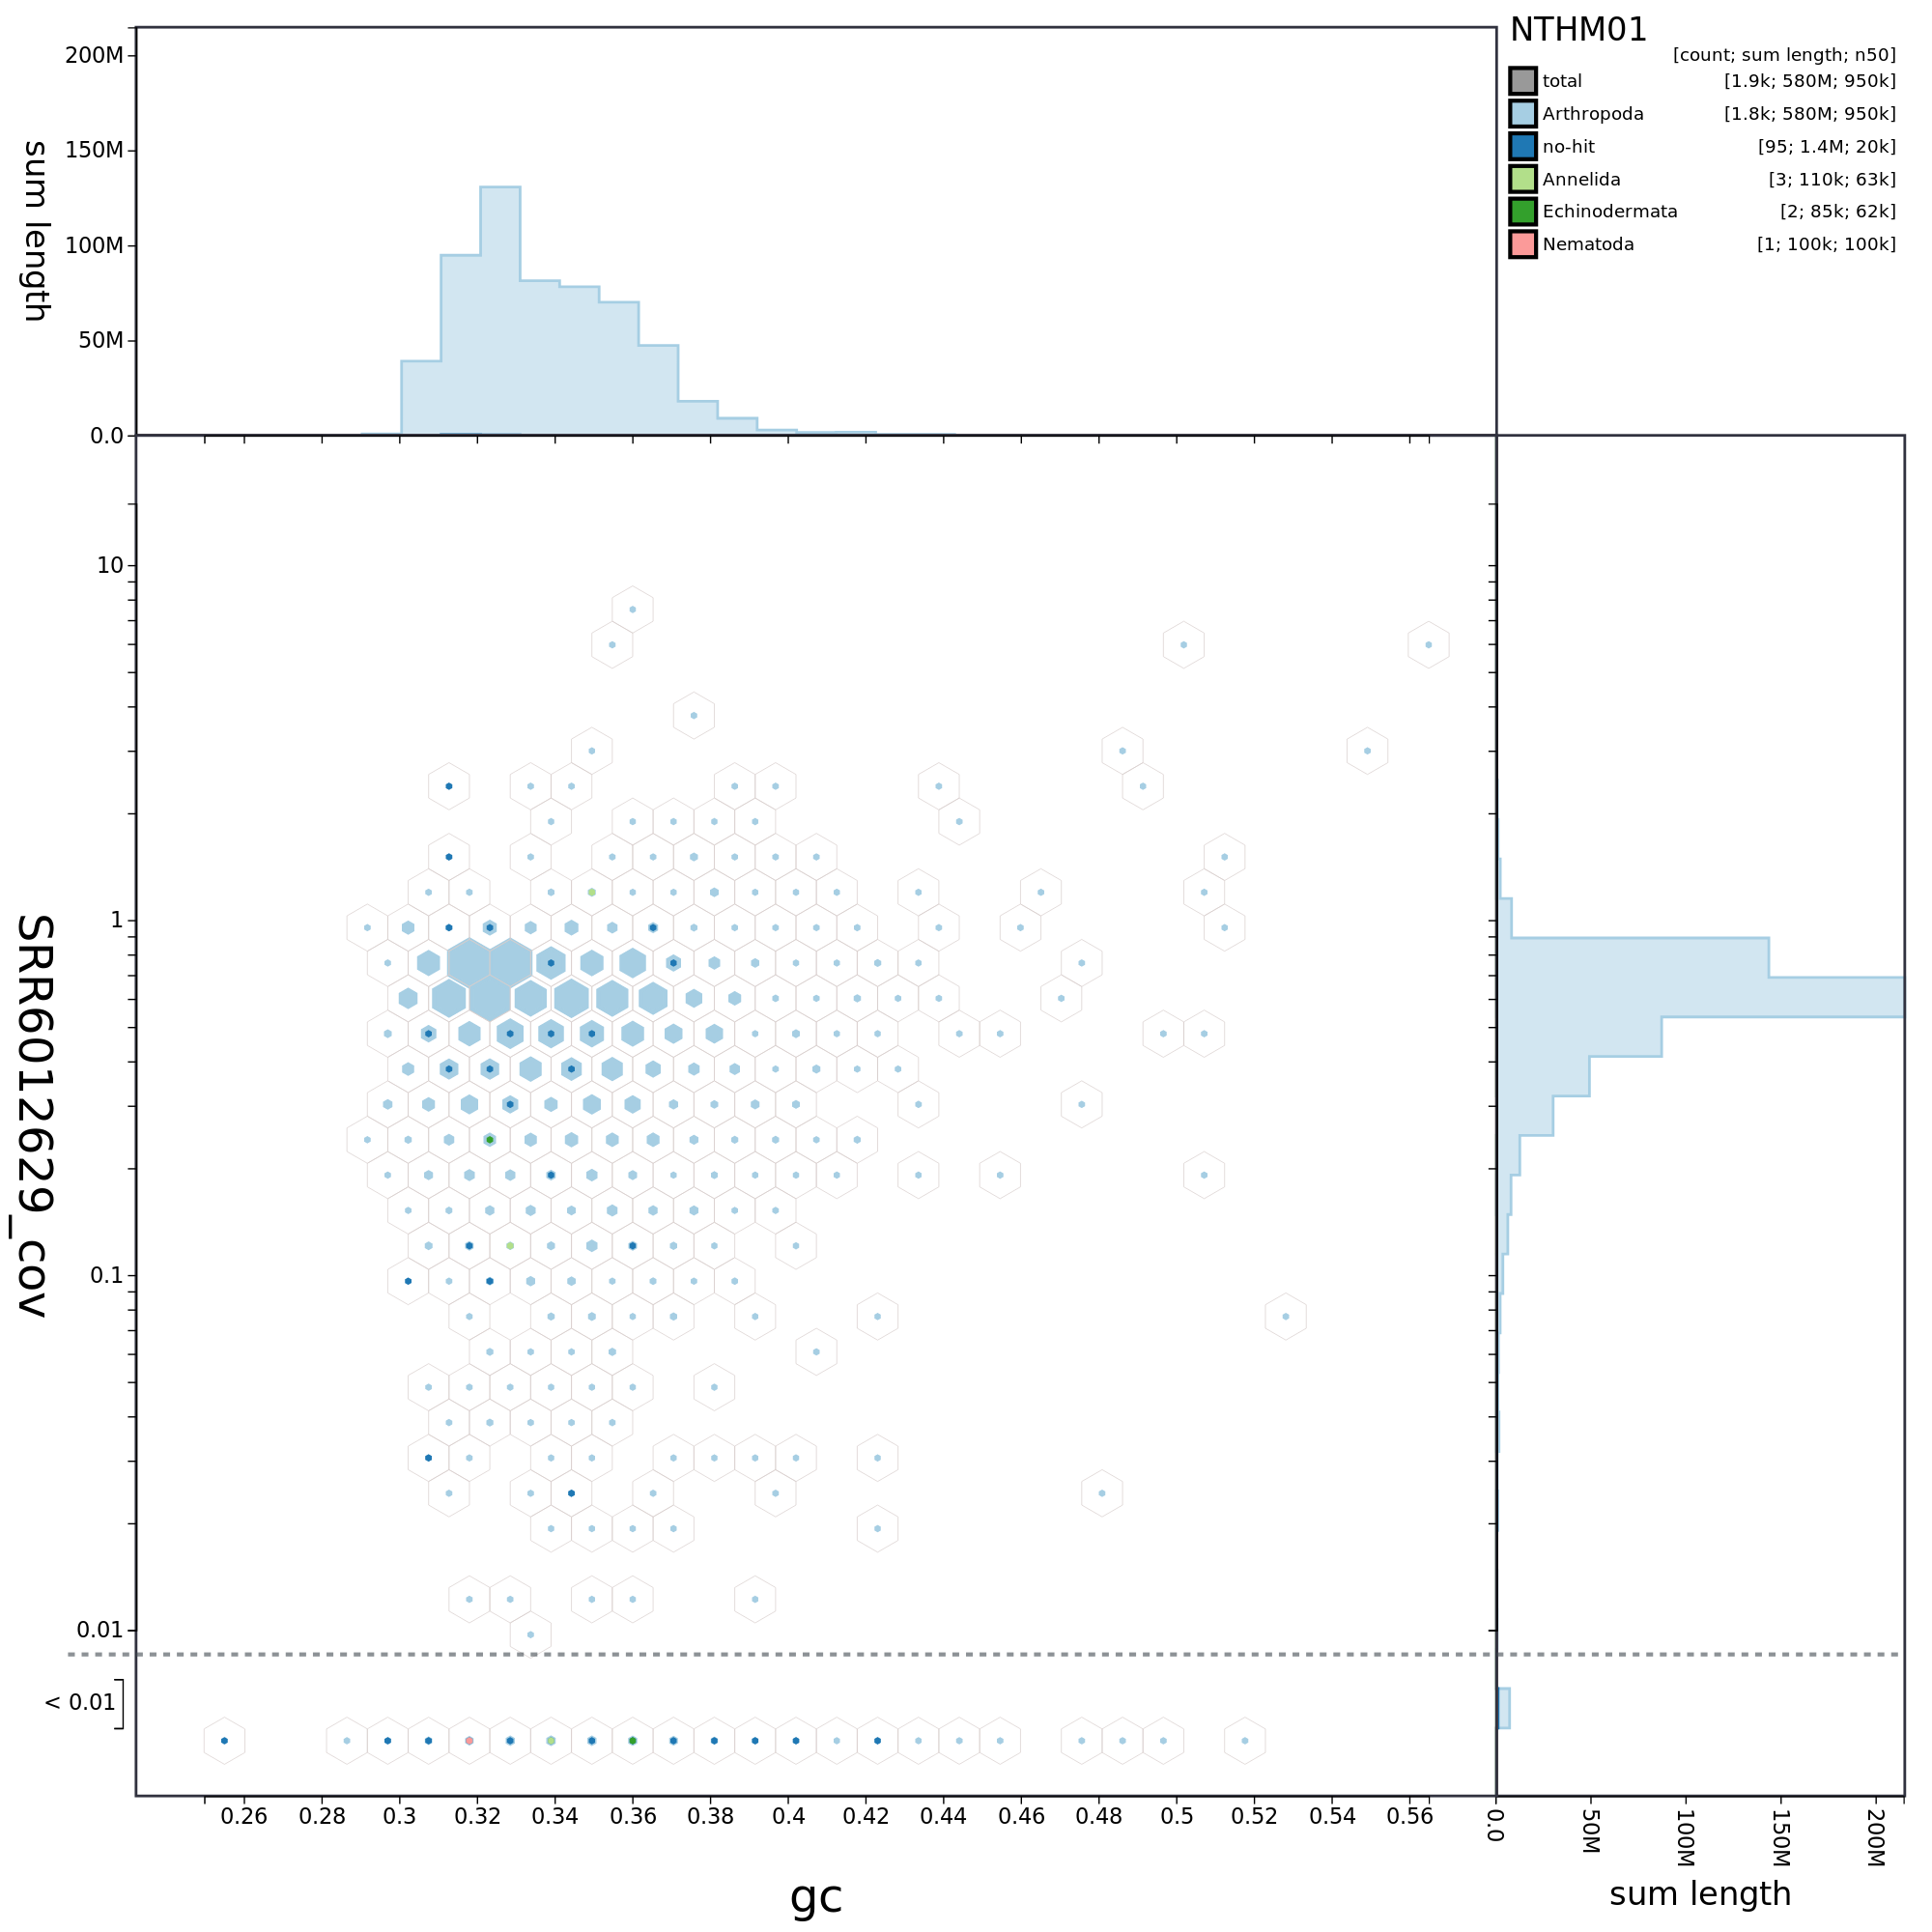 NTHM01
[count; sum length; n50]
total [1.9k; 580M; 950k]
Arthropoda [1.8k; 580M; 950k]
no-hit [95; 1.4M; 20k]
Annelida [3; 110k; 63k]
Echinodermata [2; 85k; 62k]
Nematoda [1; 100k; 100k]
sum length
200M
150M
100M
50M
0.0
SRR6012629_cov
10
1
0.1
0.01
< 0.01
0.26 0.28 0.3 0.32 0.34 0.36 0.38 0.4 0.42 0.44 0.46 0.48 0.5 0.52 0.54 0.56
gc
0.0 50M 100M 150M 200M
sum length